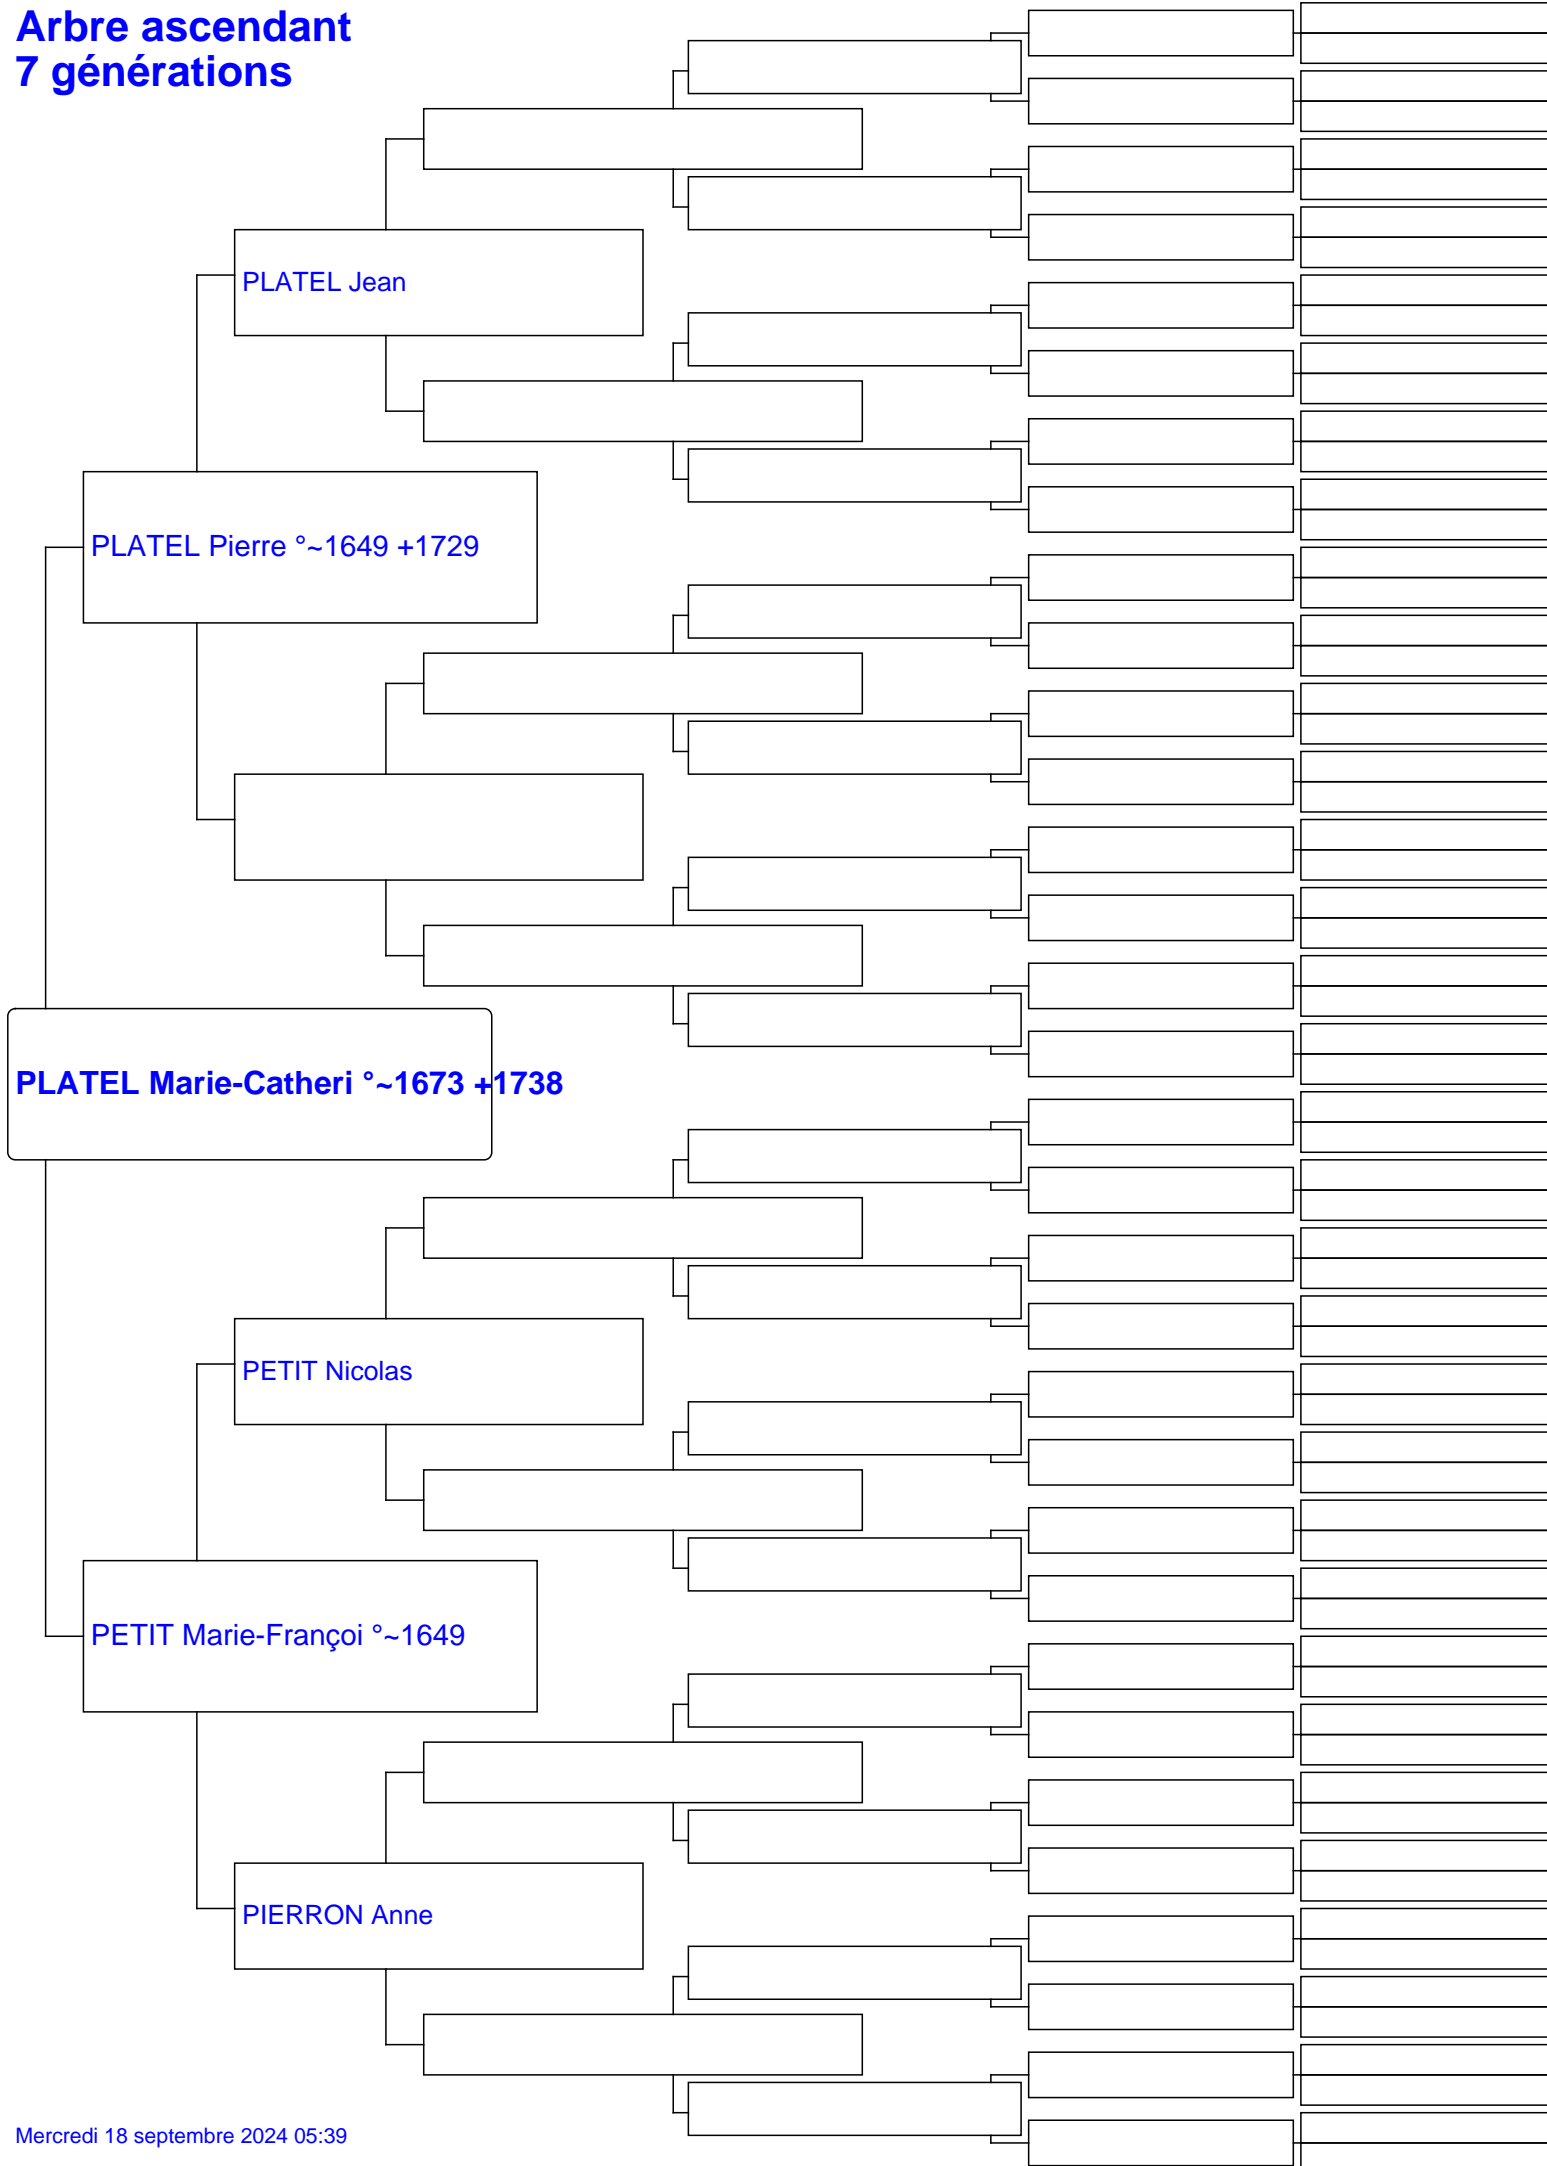 Arbre ascendant
7 générations
PLATEL Jean
PLATEL Pierre °~1649 +1729
PLATEL Marie-Catheri °~1673 +1738
PETIT Nicolas
PETIT Marie-Françoi °~1649
PIERRON Anne
Mercredi 18 septembre 2024 05:39